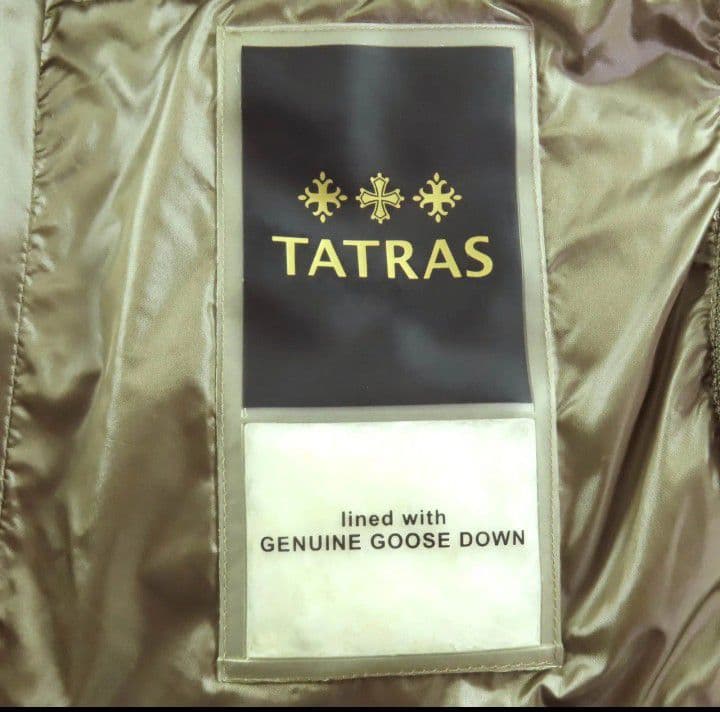 TATRAS
lined with
GENUINE GOOSE DOWN